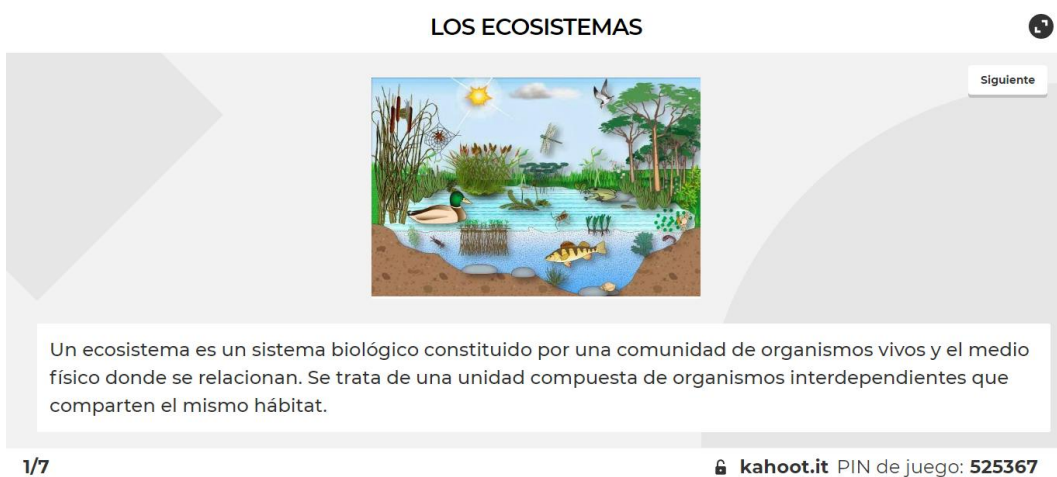 LOS ECOSISTEMAS
Siguiente
Un ecosistema es un sistema biológico constituido por una comunidad de organismos vivos y el medio
físico donde se relacionan. Se trata de una unidad compuesta de organismos interdependientes que
comparten el mismo hábitat.
1/7
kahoot.it PIN de juego: 525367